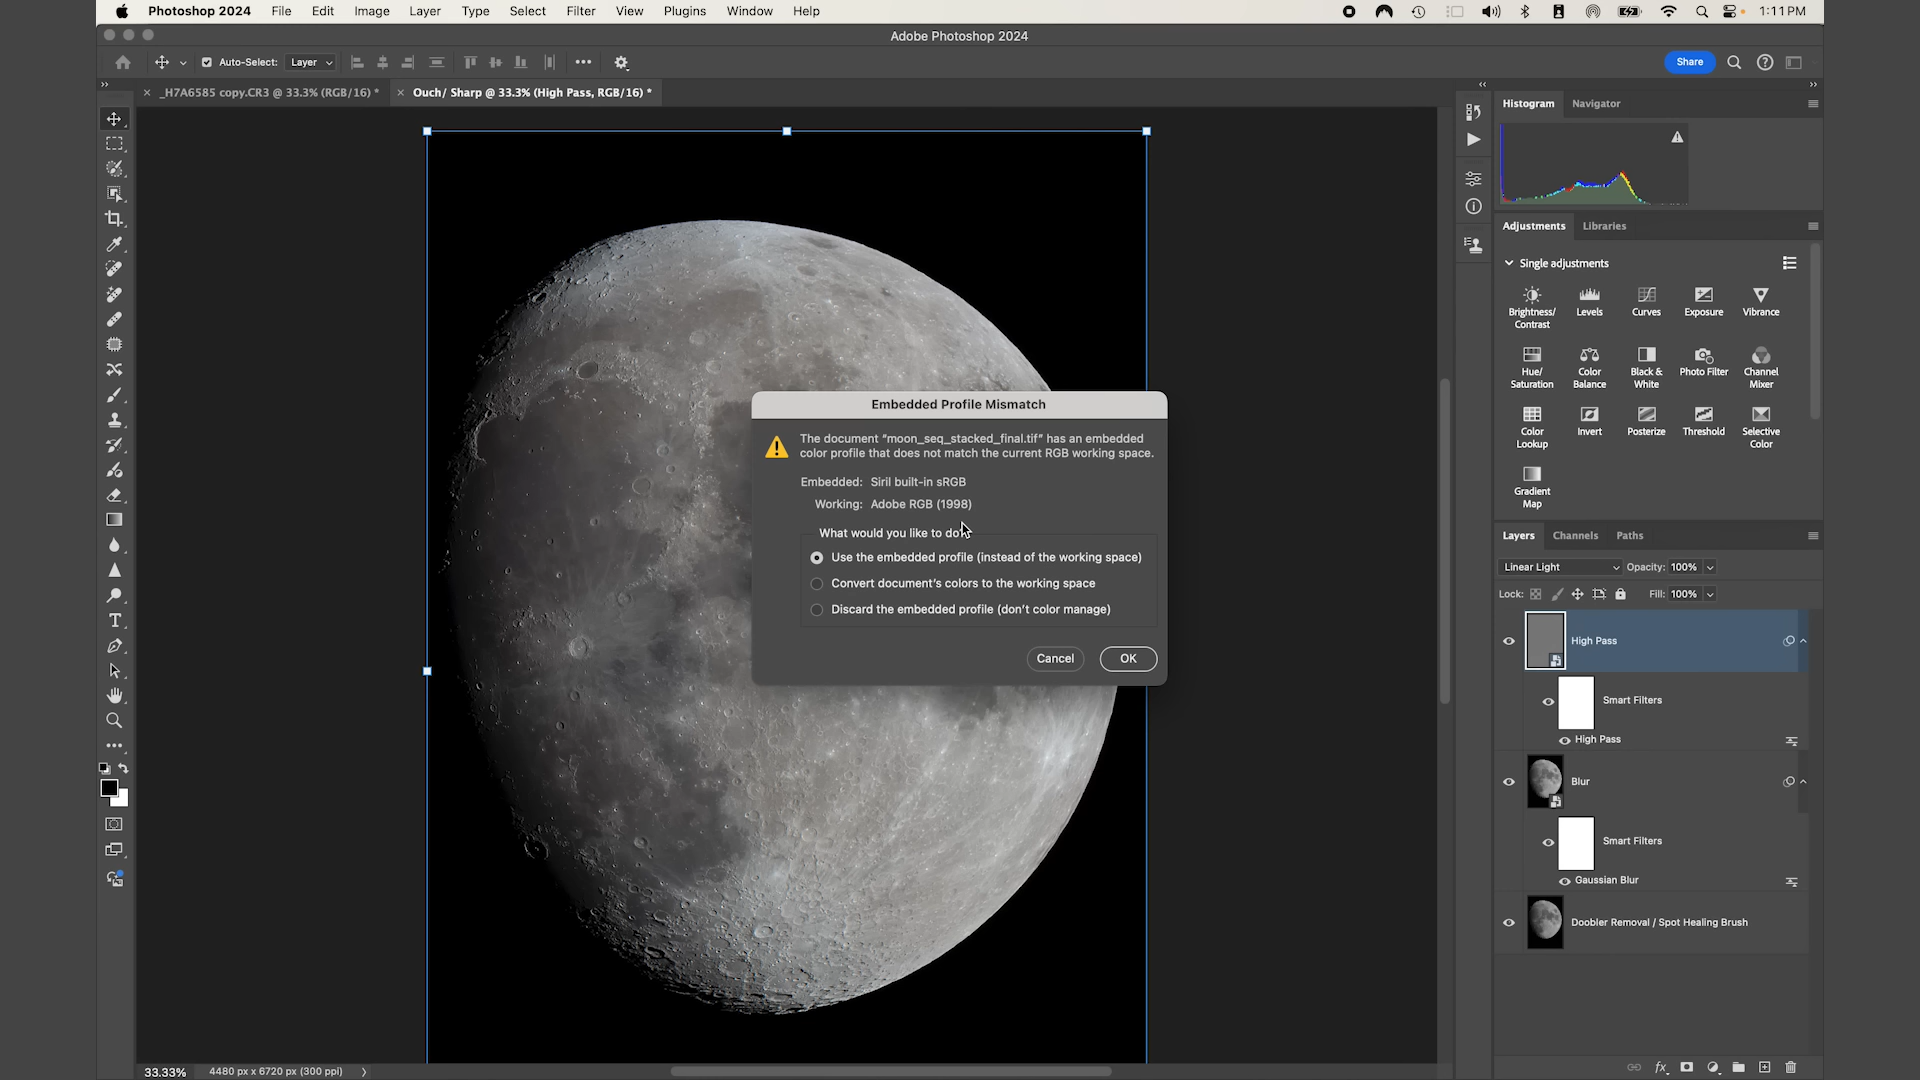 Photoshop 2024 File Edit Image Layer Type Select Filter View Plugins Window Help 1:11 PM
Adobe Photoshop 2024
Auto-Select: Layer Share
_H7A6585 copy.CR3 @ 33.3% (RGB/16) * Ouch/ Sharp @ 33.3% (High Pass, RGB/16) *
Histogram Navigator
Adjustments Libraries
Single adjustments
Brightness/
Contrast
Levels
Curves
Exposure
Vibrance
Hue/
Saturation
Color
Balance
Black &
White
Photo Filter
Channel
Mixer
Color
Lookup
Invert
Posterize
Threshold
Selective
Color
Gradient
Map
Embedded Profile Mismatch
The document “moon_seq_stacked_final.tif” has an embedded
color profile that does not match the current RGB working space.
Embedded: Siril built-in sRGB
Working: Adobe RGB (1998)
What would you like to do?
Use the embedded profile (instead of the working space)
Convert document’s colors to the working space
Discard the embedded profile (don’t color manage)
Cancel OK
Layers Channels Paths
Linear Light Opacity: 100%
Lock: Fill: 100%
High Pass
Smart Filters
High Pass
Blur
Smart Filters
Gaussian Blur
Doobler Removal / Spot Healing Brush
33.33% 4480 px x 6720 px (300 ppi)